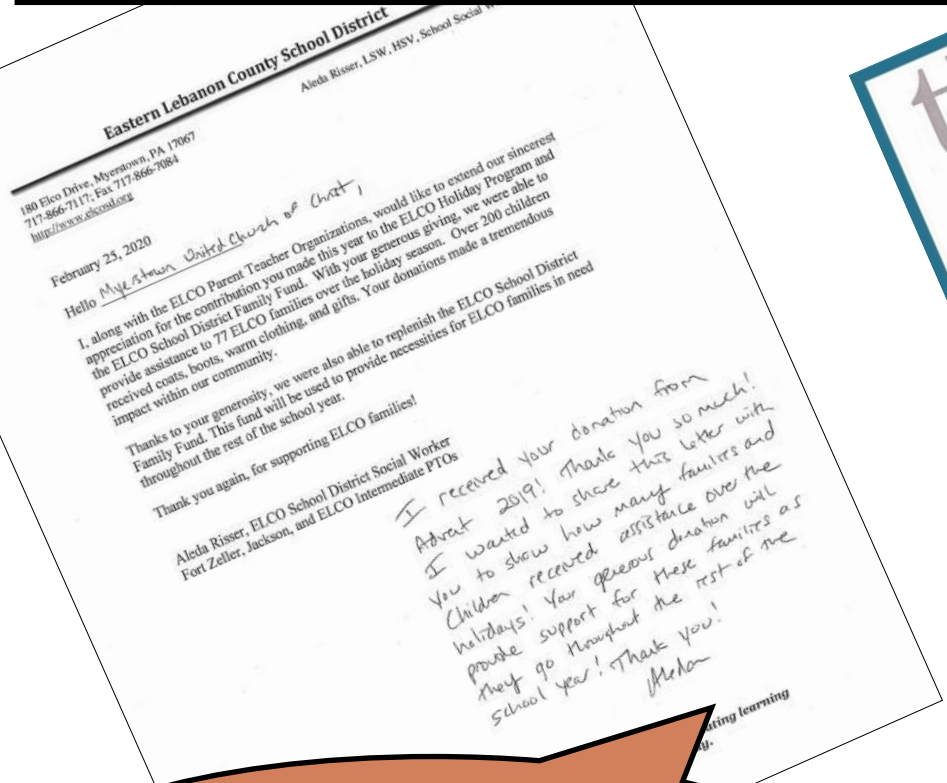 Eastern Lebanon County School District
Aleda Risser, LSW, HSV, School Social
180 Elco Drive, Myerstown, PA 17067
717-866-7117; Fax 717-866-7084
http://www.elcosd.org
February 25, 2020
Hello Myerstown United Church of Christ,
I, along with the ELCO Parent Teacher Organizations, would like to extend our sincerest
appreciation for the contribution you made this year to the ELCO Holiday Program and
the ELCO School District Family Fund. With your generous giving, we were able to
provide assistance to 77 ELCO families over the holiday season. Over 200 children
received coats, boots, warm clothing, and gifts. Your donations made a tremendous
impact within our community.
Thanks to your generosity, we were also able to replenish the ELCO School District
Family Fund. This fund will be used to provide necessities for ELCO families in need
throughout the rest of the school year.
Thank you again, for supporting ELCO families!
Aleda Risser, ELCO School District Social Worker
Fort Zeller, Jackson, and ELCO Intermediate PTOs
I received your donation from
Advent 2019! Thank you so much!
I wanted to share this letter with
you to show how many families and
Children received assistance over the
holidays! Your generous donation will
provide support for these families as
they go throughout the rest of the
school year! Thank you!
Aleda
learning
t